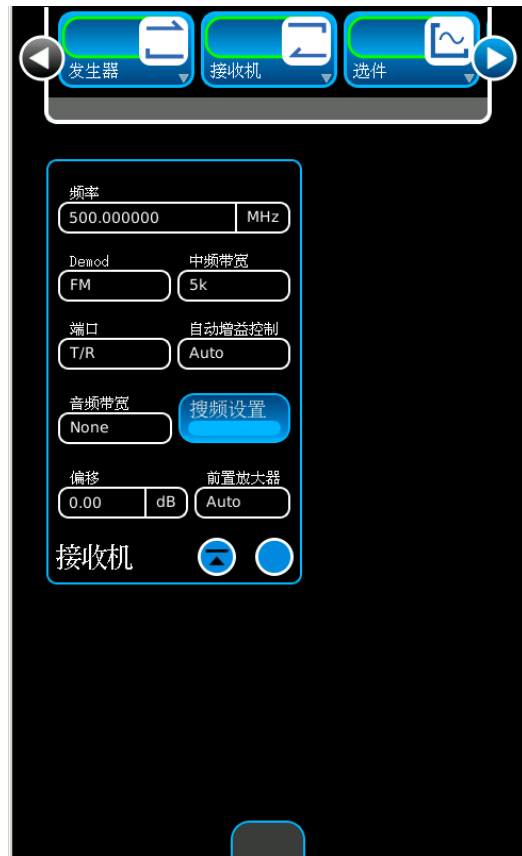 发生器
接收机
选件
频率
500.000000 MHz
Demod 中频带宽
FM 5k
端口 自动增益控制
T/R Auto
音频带宽 搜频设置
None
偏移 前置放大器
0.00 dB Auto
接收机